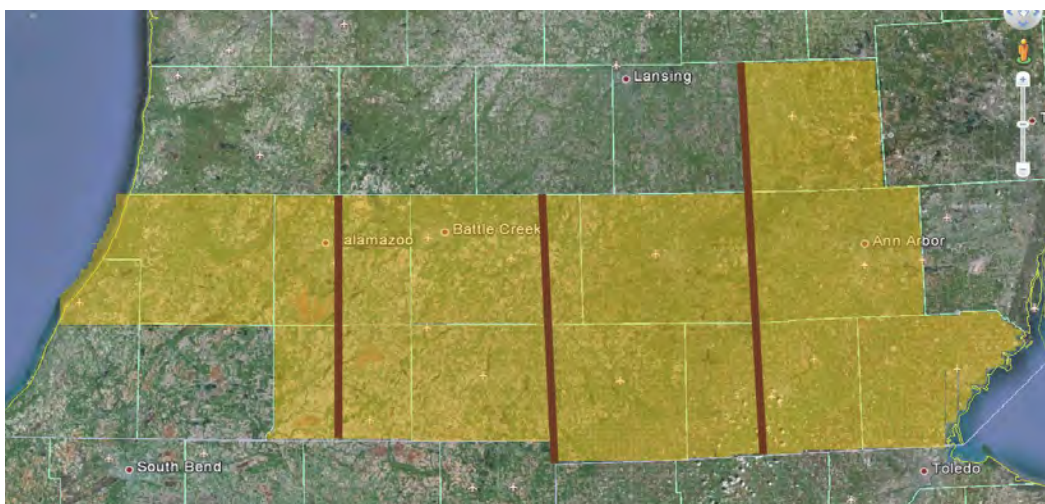 Lansing
T
alamazoo
Battle Creek
Ann Arbor
South Bend
Toledo